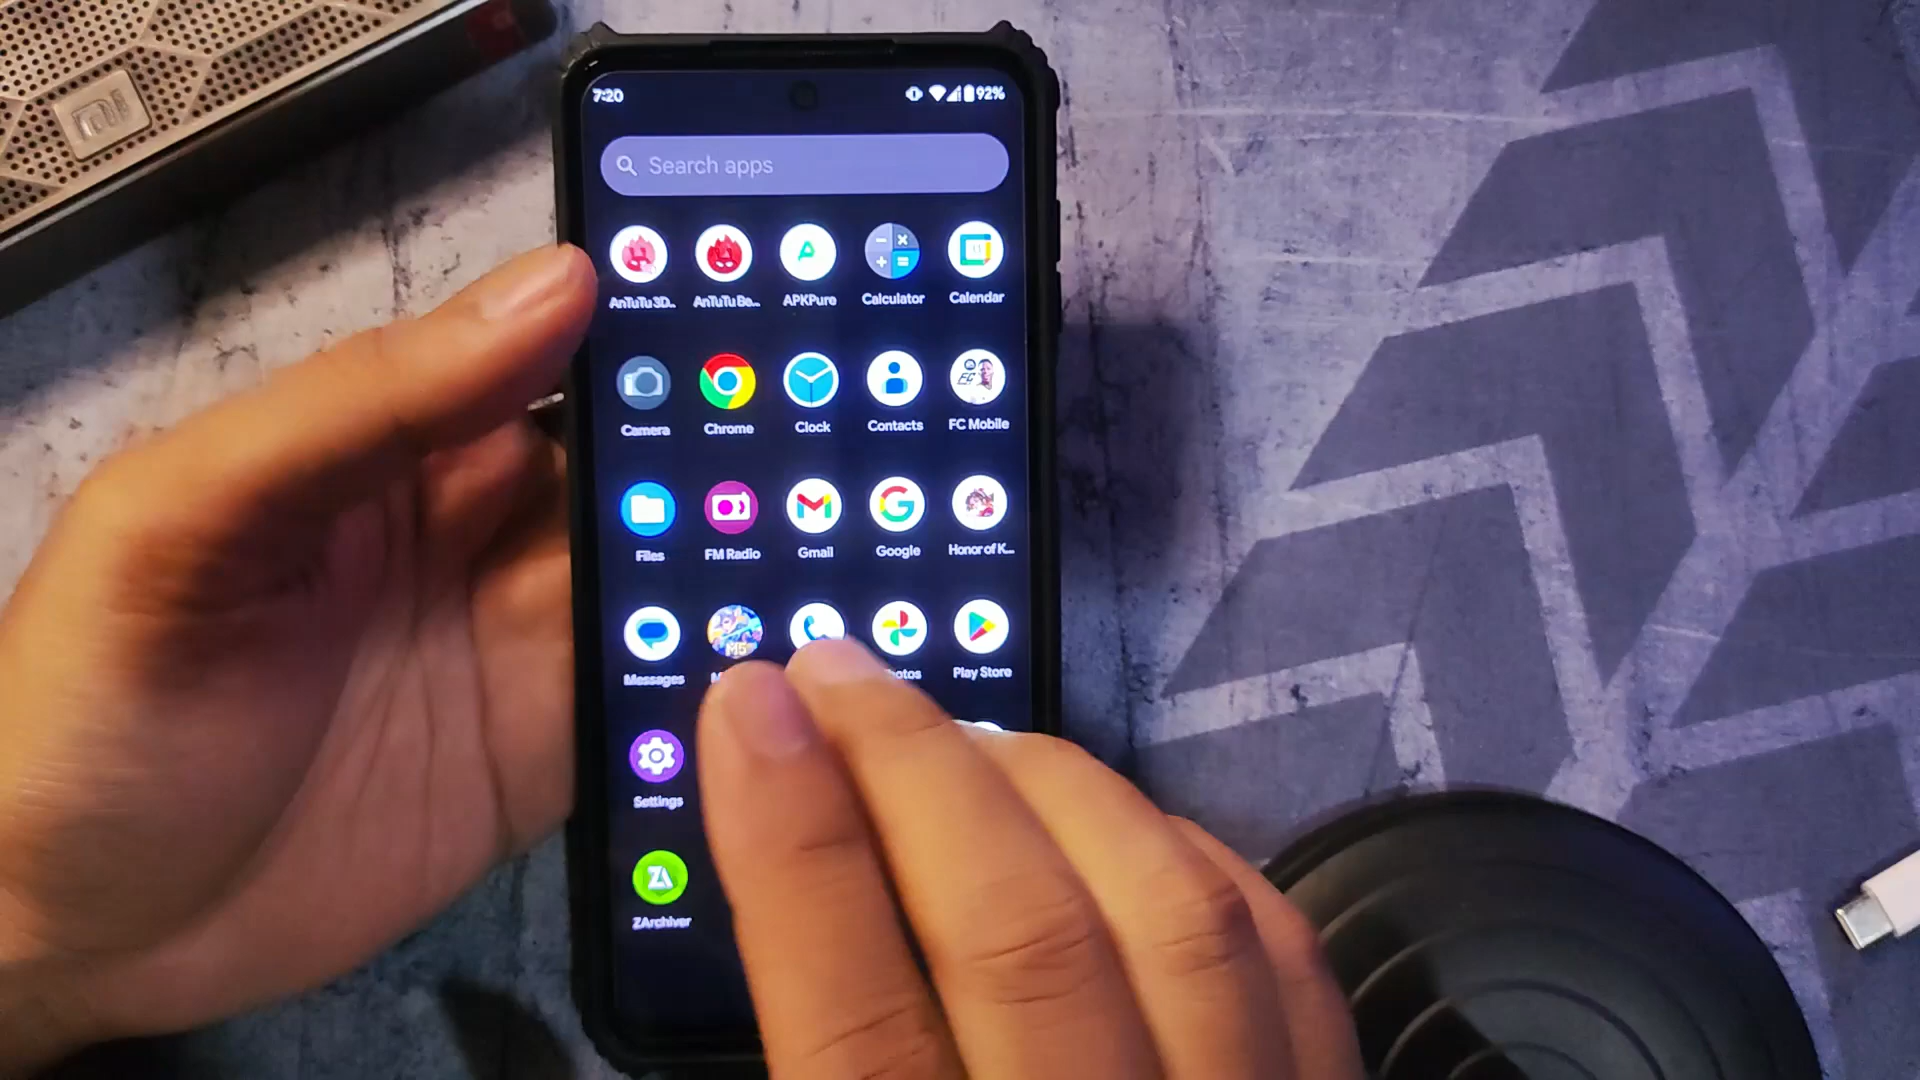 7:20 92%
Search apps
AnTuTu 3D.. AnTuTu Be... APKPure Calculator Calendar
Camera Chrome Clock Contacts FC Mobile
Files FM Radio Gmail Google Honor of K...
Messages Play Store
Settings
ZArchiver